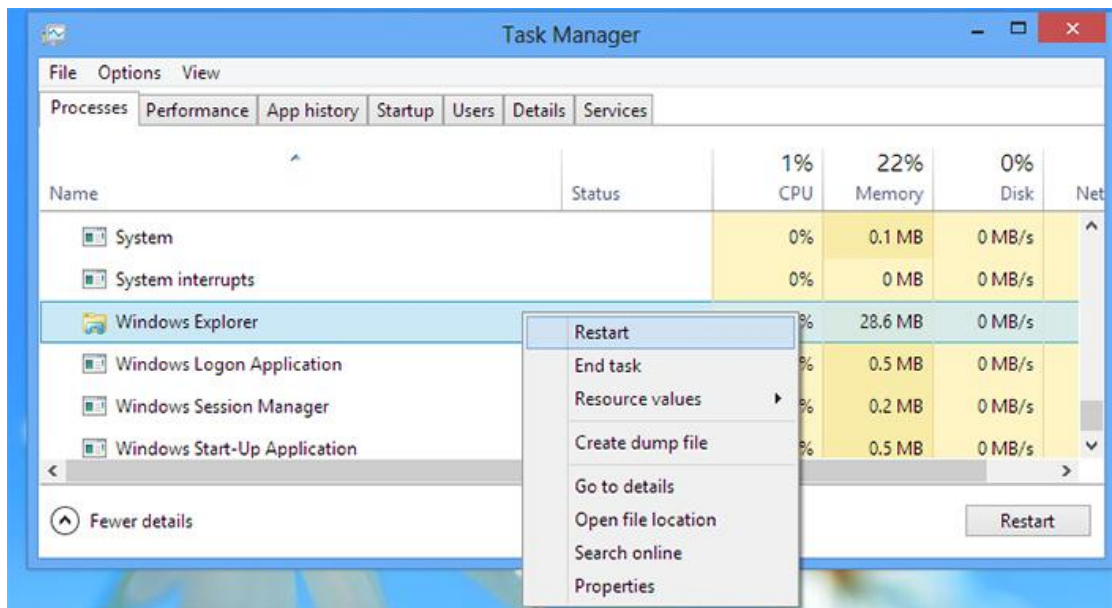 Task Manager
File Options View
Processes Performance App history Startup Users Details Services
1% 22% 0%
Name Status CPU Memory Disk Net
System 0% 0.1 MB 0 MB/s
System interrupts 0% 0 MB 0 MB/s
Windows Explorer % 28.6 MB 0 MB/s
Restart
Windows Logon Application % 0.5 MB 0 MB/s
End task
Resource values
Windows Session Manager % 0.2 MB 0 MB/s
Create dump file
Windows Start-Up Application % 0.5 MB 0 MB/s
Go to details
Open file location
Search online
Properties
Fewer details
Restart